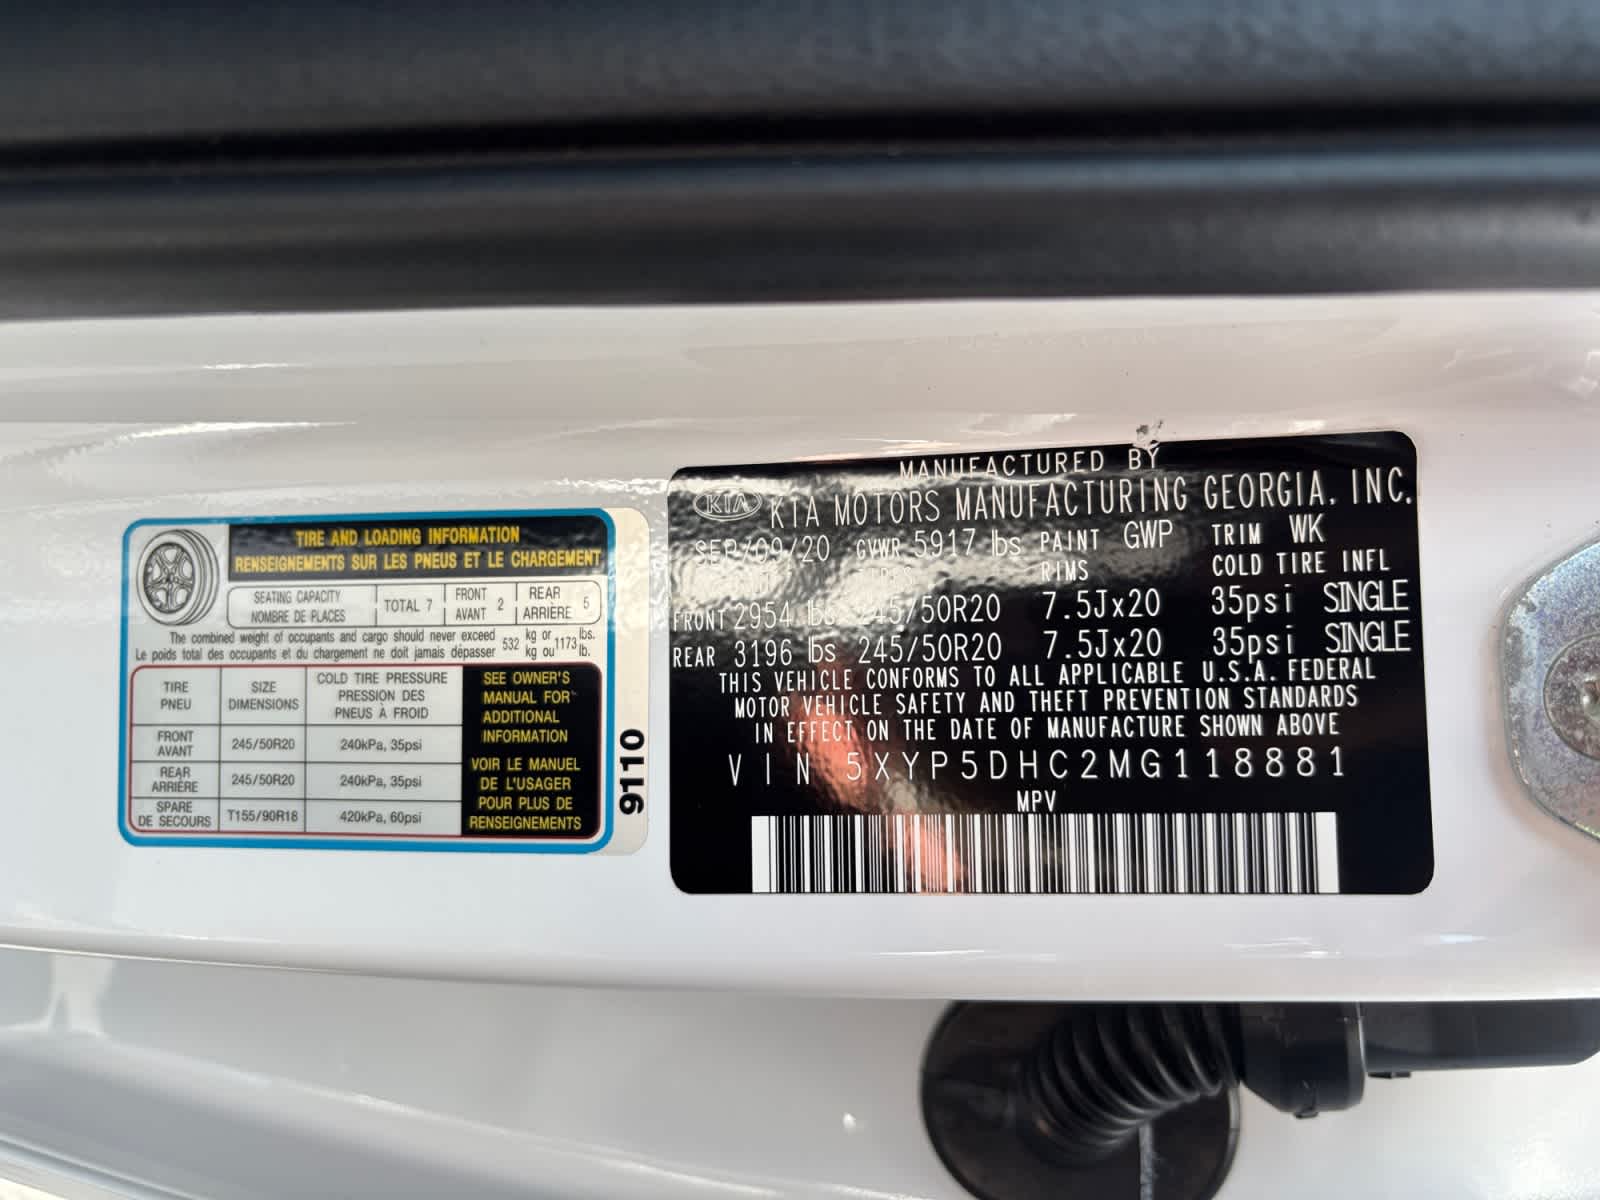 TIRE AND LOADING INFORMATION
RENSEIGNEMENTS SUR LES PNEUS ET LE CHARGEMENT
SEATING CAPACITY
NOMBRE DE PLACES
TOTAL 7
FRONT
AVANT 2
REAR
ARRIÈRE 5
The combined weight of occupants and cargo should never exceed 532 kg or 1173 lbs.
Le poids total des occupants et du chargement ne doit jamais dépasser kg ou lb.
TIRE
PNEU
SIZE
DIMENSIONS
COLD TIRE PRESSURE
PRESSION DES
PNEUS À FROID
FRONT
AVANT
245/50R20
240kPa, 35psi
REAR
ARRIÈRE
245/50R20
240kPa, 35psi
SPARE
DE SECOURS
T155/90R18
420kPa, 60psi
SEE OWNER'S
MANUAL FOR
ADDITIONAL
INFORMATION
VOIR LE MANUEL
DE L'USAGER
POUR PLUS DE
RENSEIGNEMENTS
9110
MANUFACTURED BY
KIA KIA MOTORS MANUFACTURING GEORGIA, INC.
SEP/09/20 GVWR 5917 lbs PAINT GWP TRIM WK
TIRES RIMS COLD TIRE INFL
FRONT 2954 lbs 245/50R20 7.5Jx20 35psi SINGLE
REAR 3196 lbs 245/50R20 7.5Jx20 35psi SINGLE
THIS VEHICLE CONFORMS TO ALL APPLICABLE U.S.A. FEDERAL
MOTOR VEHICLE SAFETY AND THEFT PREVENTION STANDARDS
IN EFFECT ON THE DATE OF MANUFACTURE SHOWN ABOVE
VIN 5XYP5DHC2MG118881
MPV